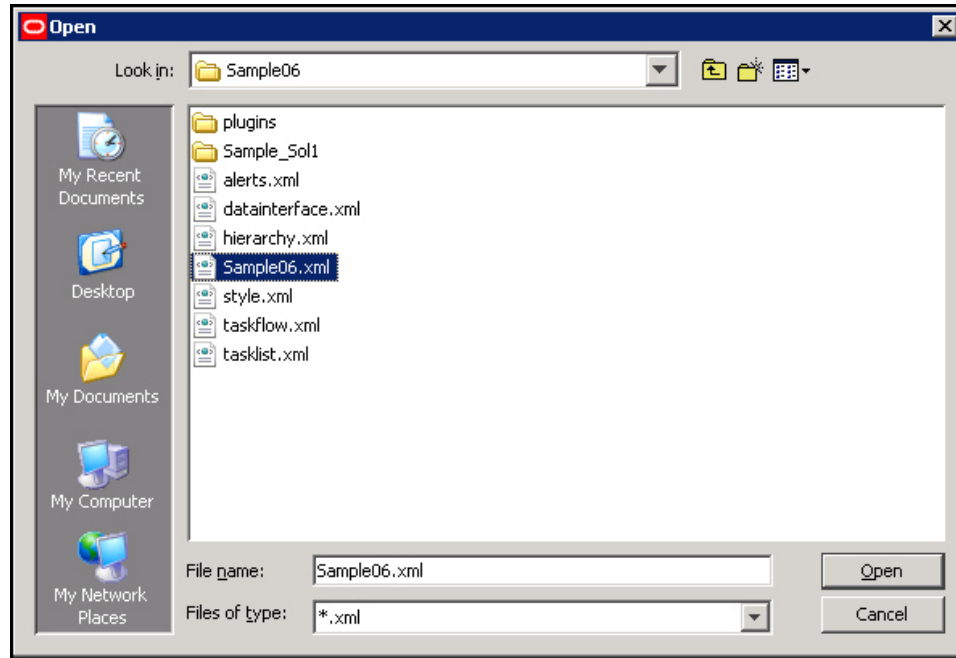 Open
Look in: Sample06
My Recent
Documents
Desktop
My Documents
My Computer
My Network
Places
plugins
Sample_Sol1
alerts.xml
datainterface.xml
hierarchy.xml
Sample06.xml
style.xml
taskflow.xml
tasklist.xml
File name: Sample06.xml Open
Files of type: *.xml Cancel